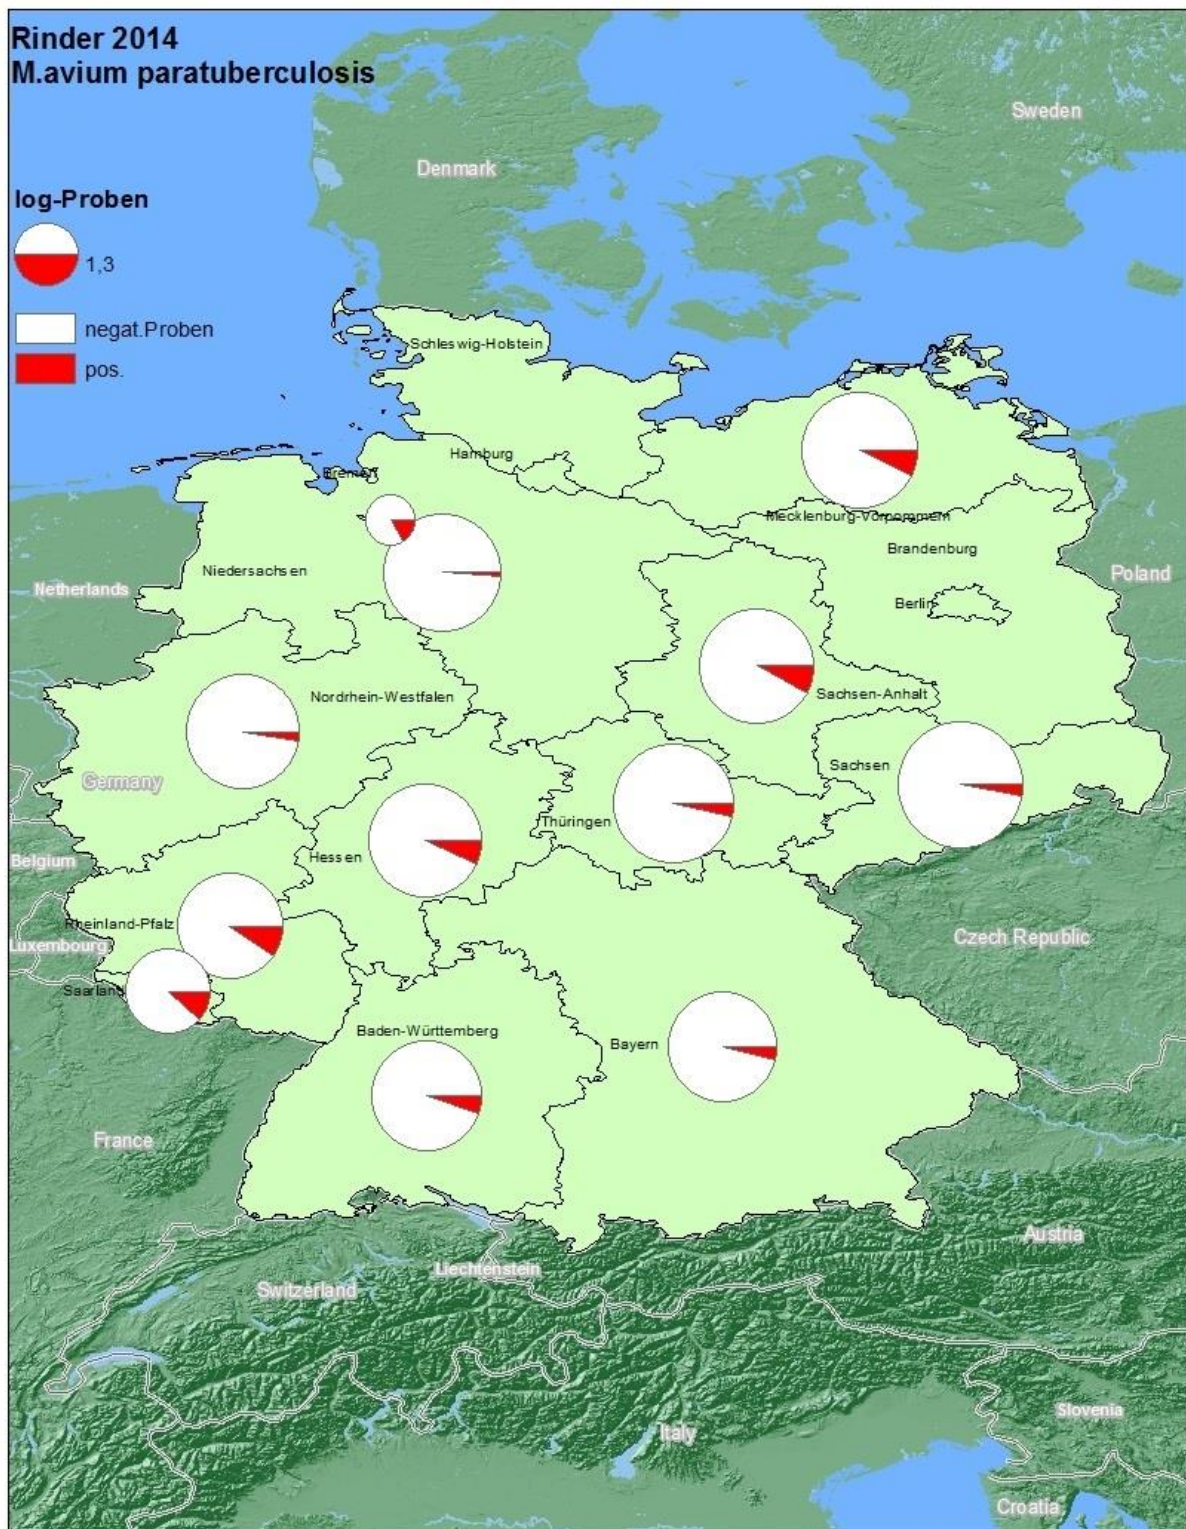 Rinder 2014
M.avium paratuberculosis
Sweden
Denmark
log-Proben
1,3
negat.Proben
pos.
Schleswig-Holstein
Hamburg
Bremen
Mecklenburg-Vorpommern
Brandenburg
Niedersachsen
Netherlands
Poland
Berlin
Nordrhein-Westfalen
Sachsen-Anhalt
Sachsen
Germany
Thüringen
Hessen
Belgium
Rheinland-Pfalz
Luxembourg
Czech Republic
Saarland
Baden-Württemberg
Bayern
France
Austria
Liechtenstein
Switzerland
Slovenia
Italy
Croatia